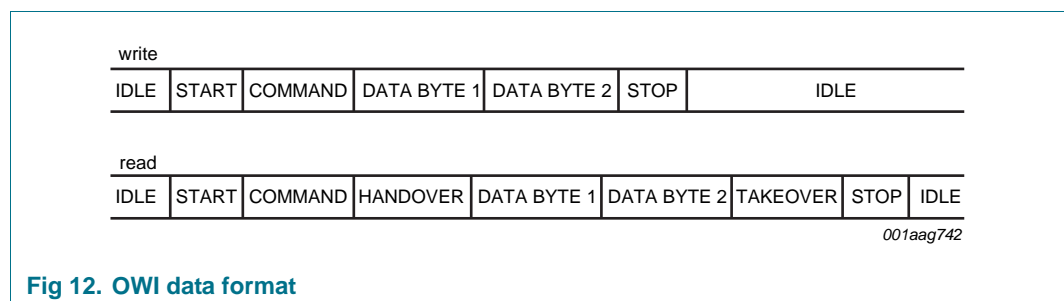 write
IDLE START COMMAND DATA BYTE 1 DATA BYTE 2 STOP IDLE
read
IDLE START COMMAND HANDOVER DATA BYTE 1 DATA BYTE 2 TAKEOVER STOP IDLE
001aag742
Fig 12. OWI data format